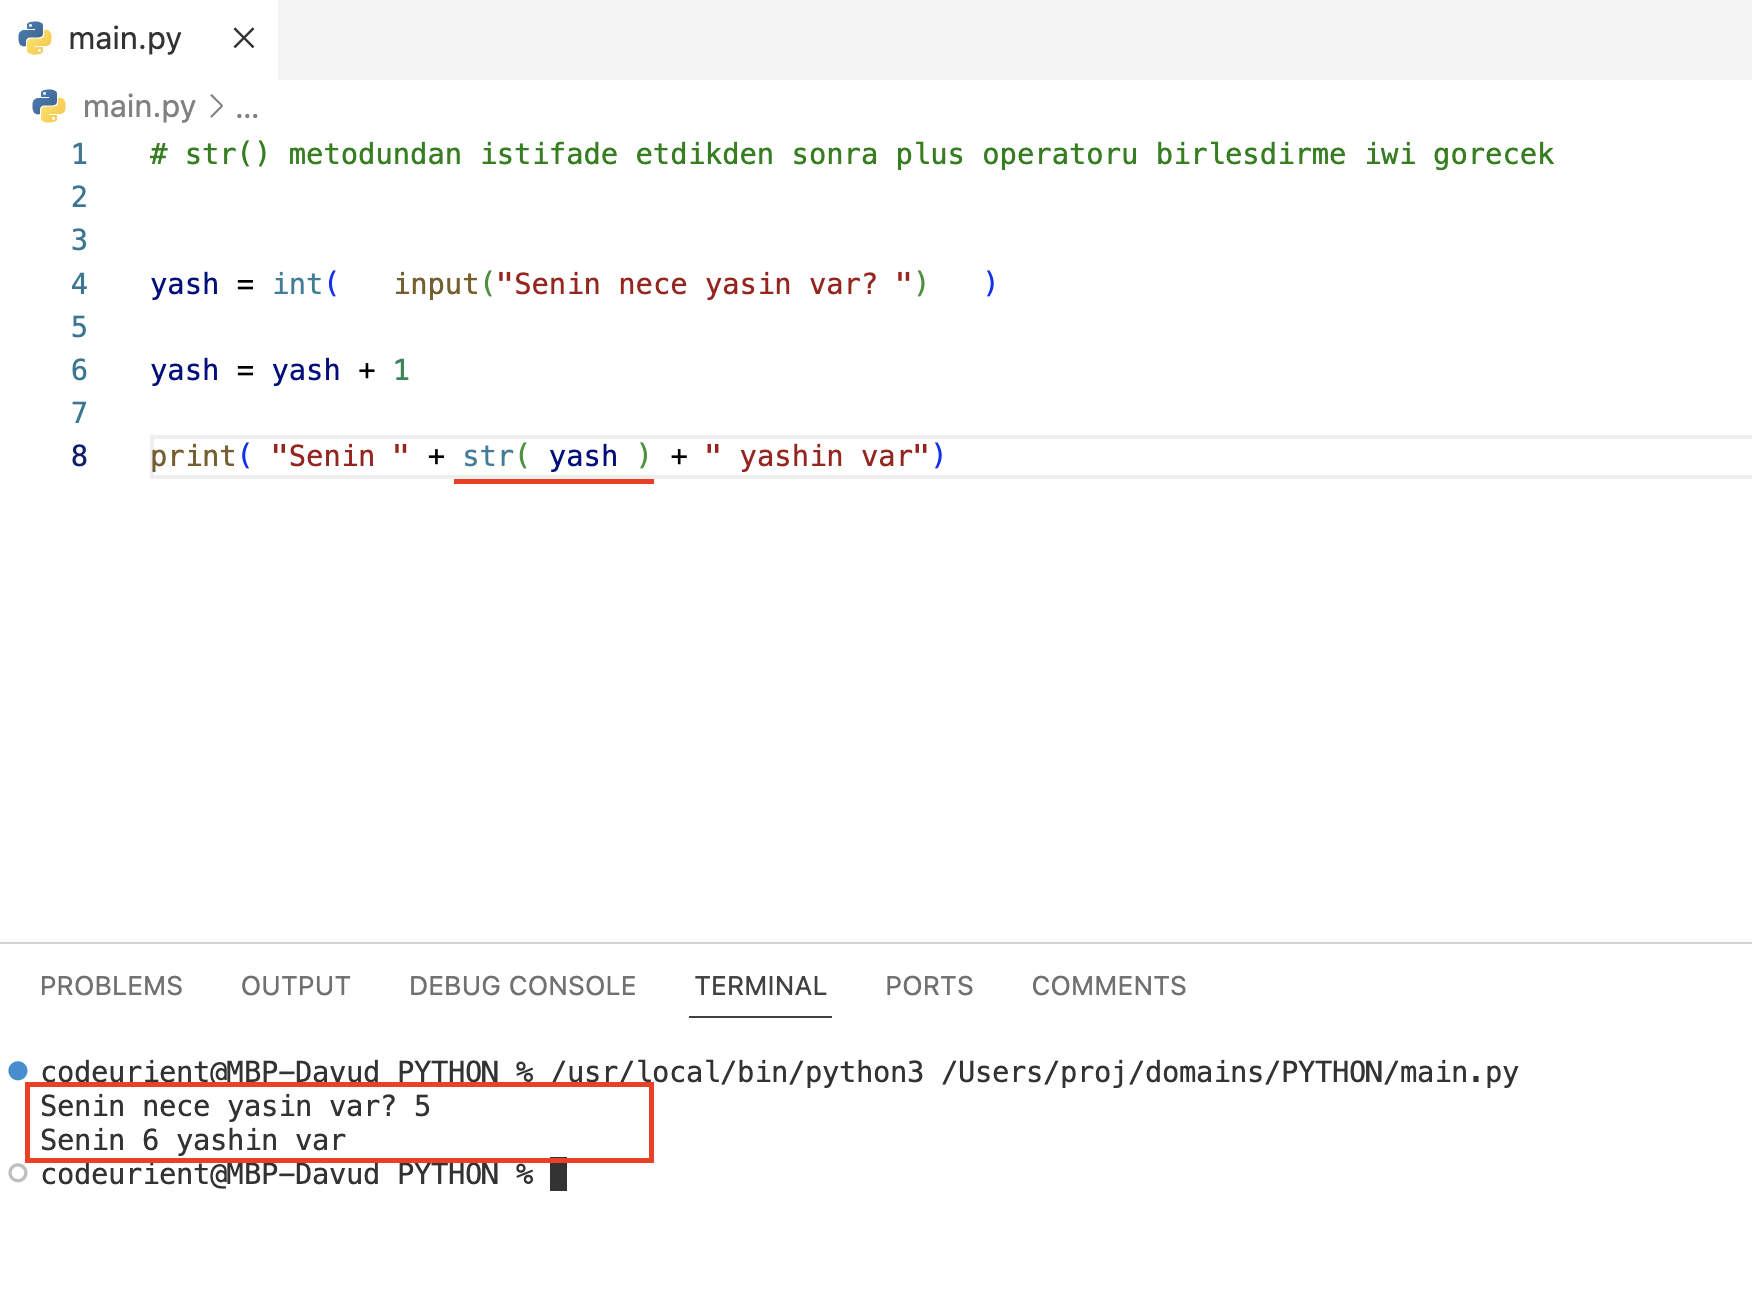 main.py
main.py > ...
1 # str() metodundan istifade etdikden sonra plus operatoru birlesdirme iwi gorecek
2
3
4 yash = int(   input("Senin nece yasin var? ")   )
5
6 yash = yash + 1
7
8 print( "Senin " + str( yash ) + " yashin var")
PROBLEMS OUTPUT DEBUG CONSOLE TERMINAL PORTS COMMENTS
codeurient@MBP-Davud PYTHON % /usr/local/bin/python3 /Users/proj/domains/PYTHON/main.py
Senin nece yasin var? 5
Senin 6 yashin var
codeurient@MBP-Davud PYTHON %